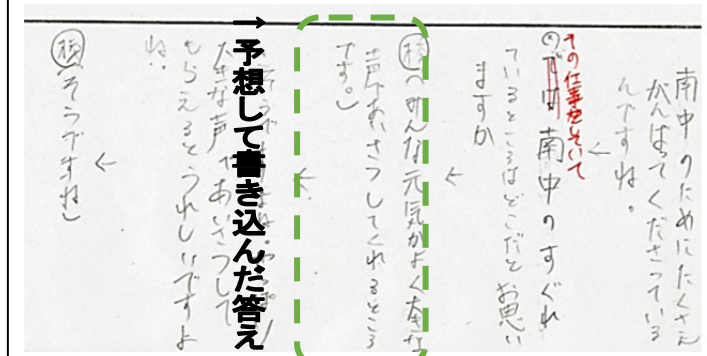 南中のためにたくさん
がんばってくださっている
んですね。
その仕事をしていて
南中のすぐれ
ているところはどこだとお思い
ますか
校へみんな元気がよく大きな
声であいさつしてくれるところ
です。」
→予想して書き込んだ答え
大きな声であいさつして
もらえるとうれしいですよ
ね。
校へそうですね」